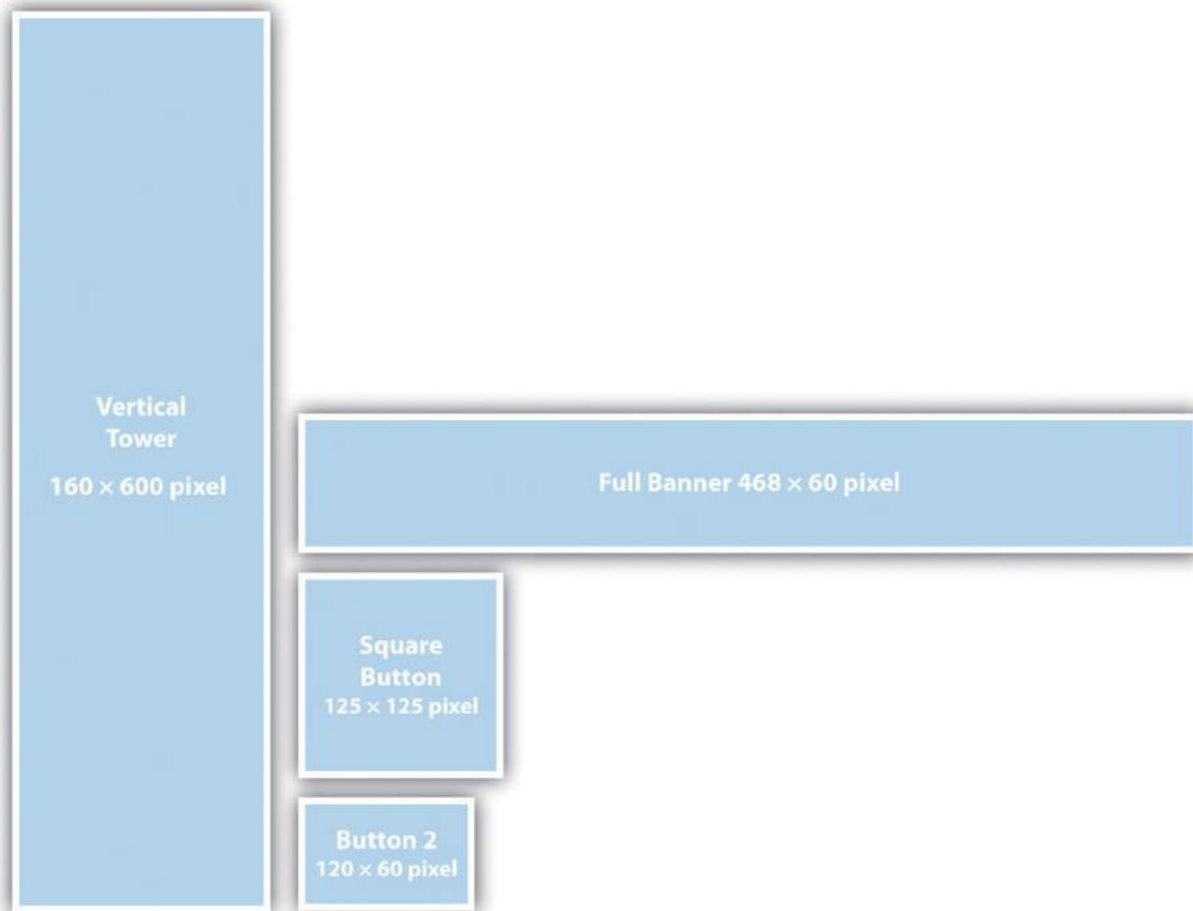 Vertical
Tower
160 × 600 pixel
Full Banner 468 × 60 pixel
Square
Button
125 × 125 pixel
Button 2
120 × 60 pixel